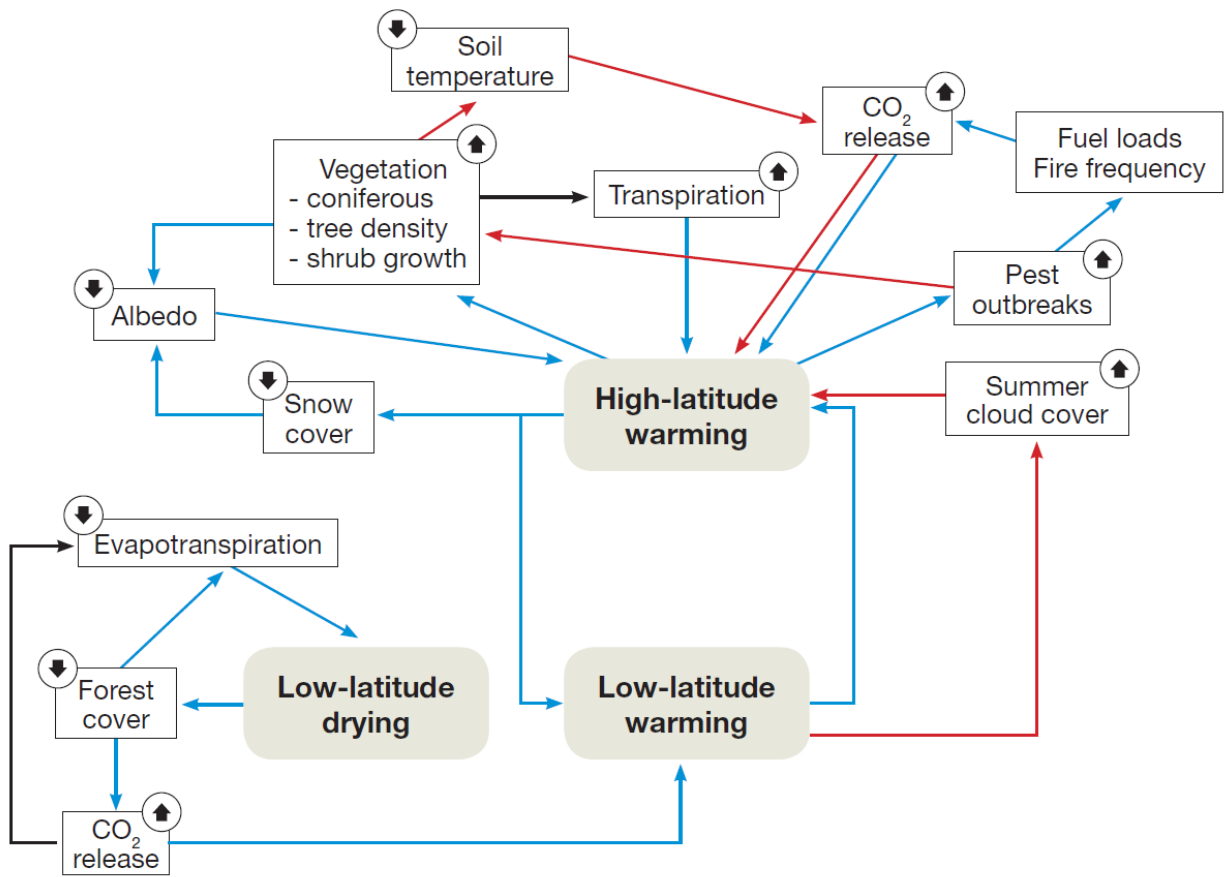 Soil
temperature
CO₂
release
Fuel loads
Fire frequency
Vegetation
- coniferous
- tree density
- shrub growth
Transpiration
Pest
outbreaks
Albedo
Snow
cover
High-latitude
warming
Summer
cloud cover
Evapotranspiration
Forest
cover
Low-latitude
drying
Low-latitude
warming
CO₂
release